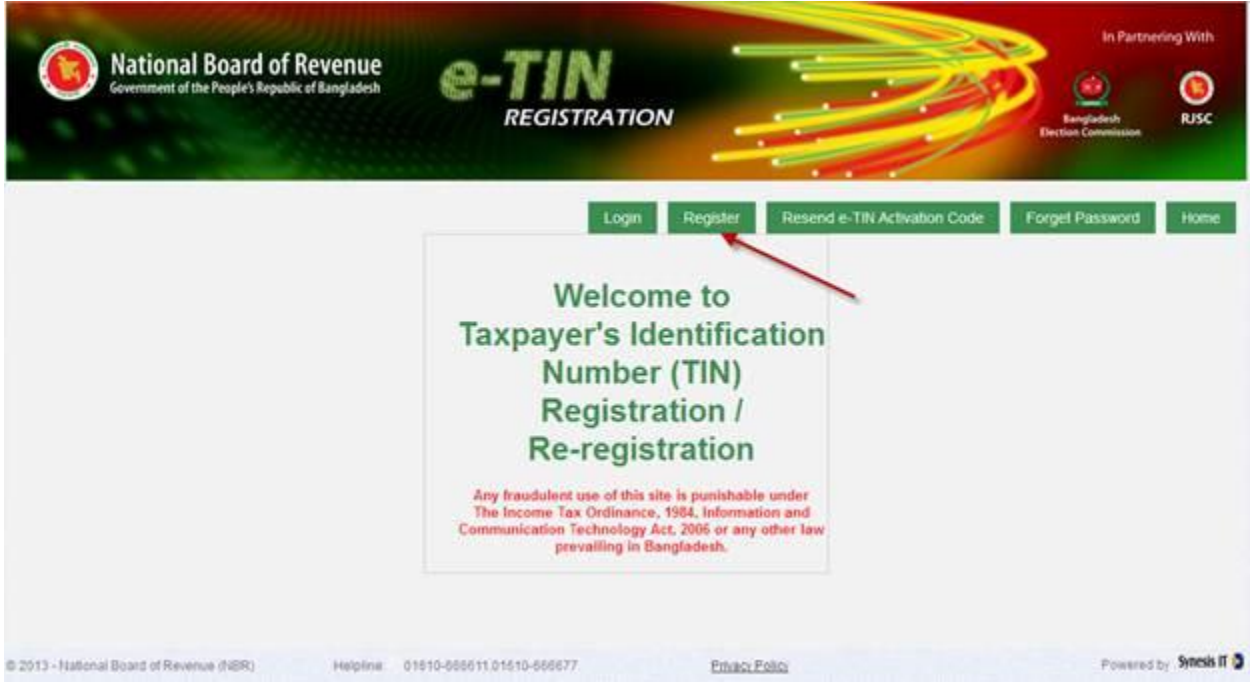 National Board of Revenue
Government of the People's Republic of Bangladesh
e-TIN
REGISTRATION
In Partnering With
Bangladesh
Election Commission
RJSC
Login Register Resend e-TIN Activation Code Forget Password Home
Welcome to
Taxpayer's Identification
Number (TIN)
Registration /
Re-registration
Any fraudulent use of this site is punishable under
The Income Tax Ordinance, 1984, Information and
Communication Technology Act, 2006 or any other law
prevailing in Bangladesh.
© 2013 - National Board of Revenue (NBR) Helpline: 01610-666611,01610-666677 Privacy Policy Powered by Synesis IT